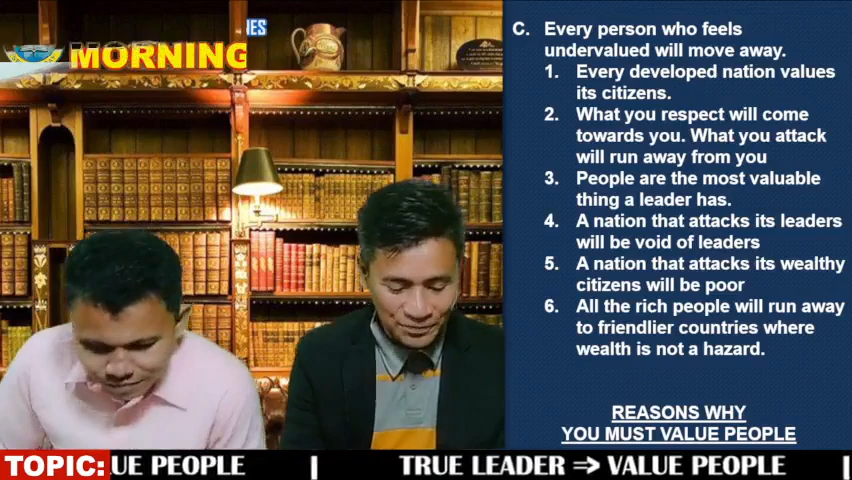 NES
MORNING
C. Every person who feels
undervalued will move away.
1. Every developed nation values
its citizens.
2. What you respect will come
towards you. What you attack
will run away from you
3. People are the most valuable
thing a leader has.
4. A nation that attacks its leaders
will be void of leaders
5. A nation that attacks its wealthy
citizens will be poor
6. All the rich people will run away
to friendlier countries where
wealth is not a hazard.
REASONS WHY
YOU MUST VALUE PEOPLE
TOPIC: UE PEOPLE | TRUE LEADER ⇒ VALUE PEOPLE |